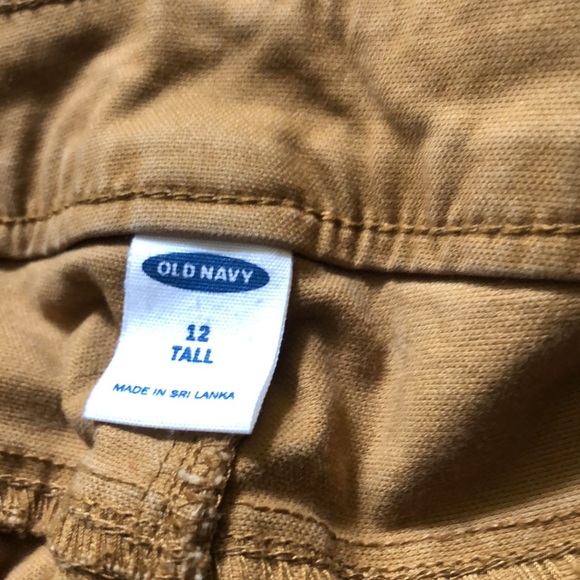 OLD NAVY
12
TALL
MADE IN SRI LANKA